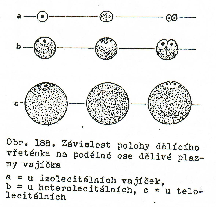 a
b
c
Obr. 188. Závislost polohy dělícího
vřeténka na podélné ose dělivé plaz-
my vajíčka
a = u izolecitálních vajíček,
b = u heterolecitálních, c = u telo-
lecitálních